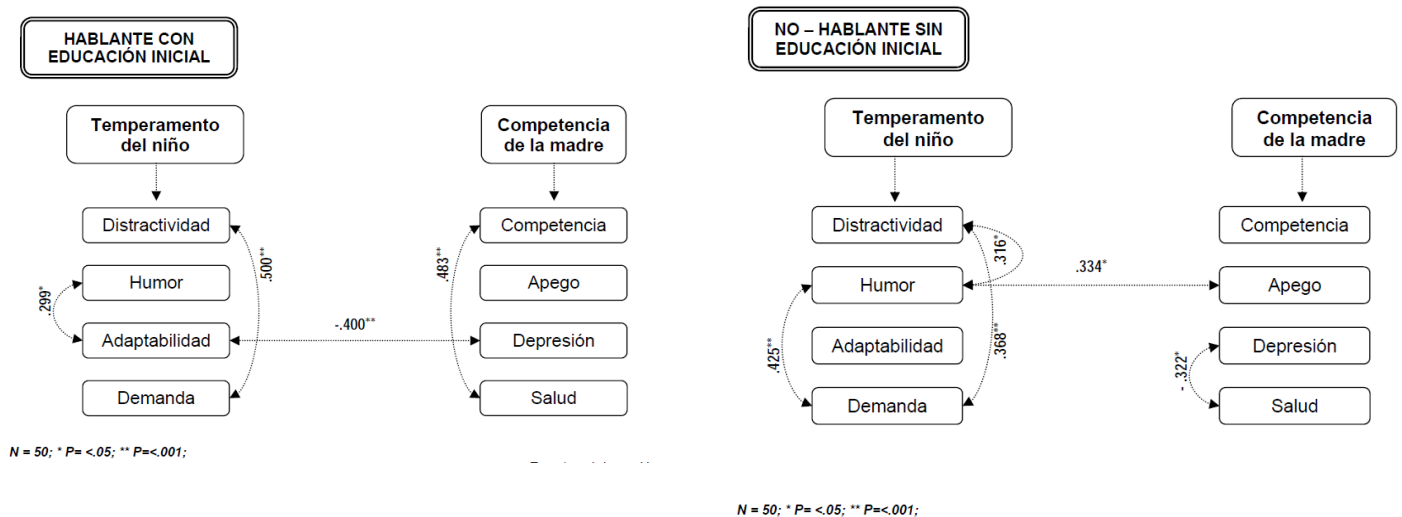 HABLANTE CON
EDUCACIÓN INICIAL
Temperamento
del niño
Competencia
de la madre
Distractividad
Humor
Adaptabilidad
Demanda
Competencia
Apego
Depresión
Salud
.299*
.500**
-.400**
.483**
N = 50; * P= <.05; ** P=<.001;
NO – HABLANTE SIN
EDUCACIÓN INICIAL
Temperamento
del niño
Competencia
de la madre
Distractividad
Humor
Adaptabilidad
Demanda
Competencia
Apego
Depresión
Salud
.316*
.334*
.425**
.368**
- .322*
N = 50; * P= <.05; ** P=<.001;